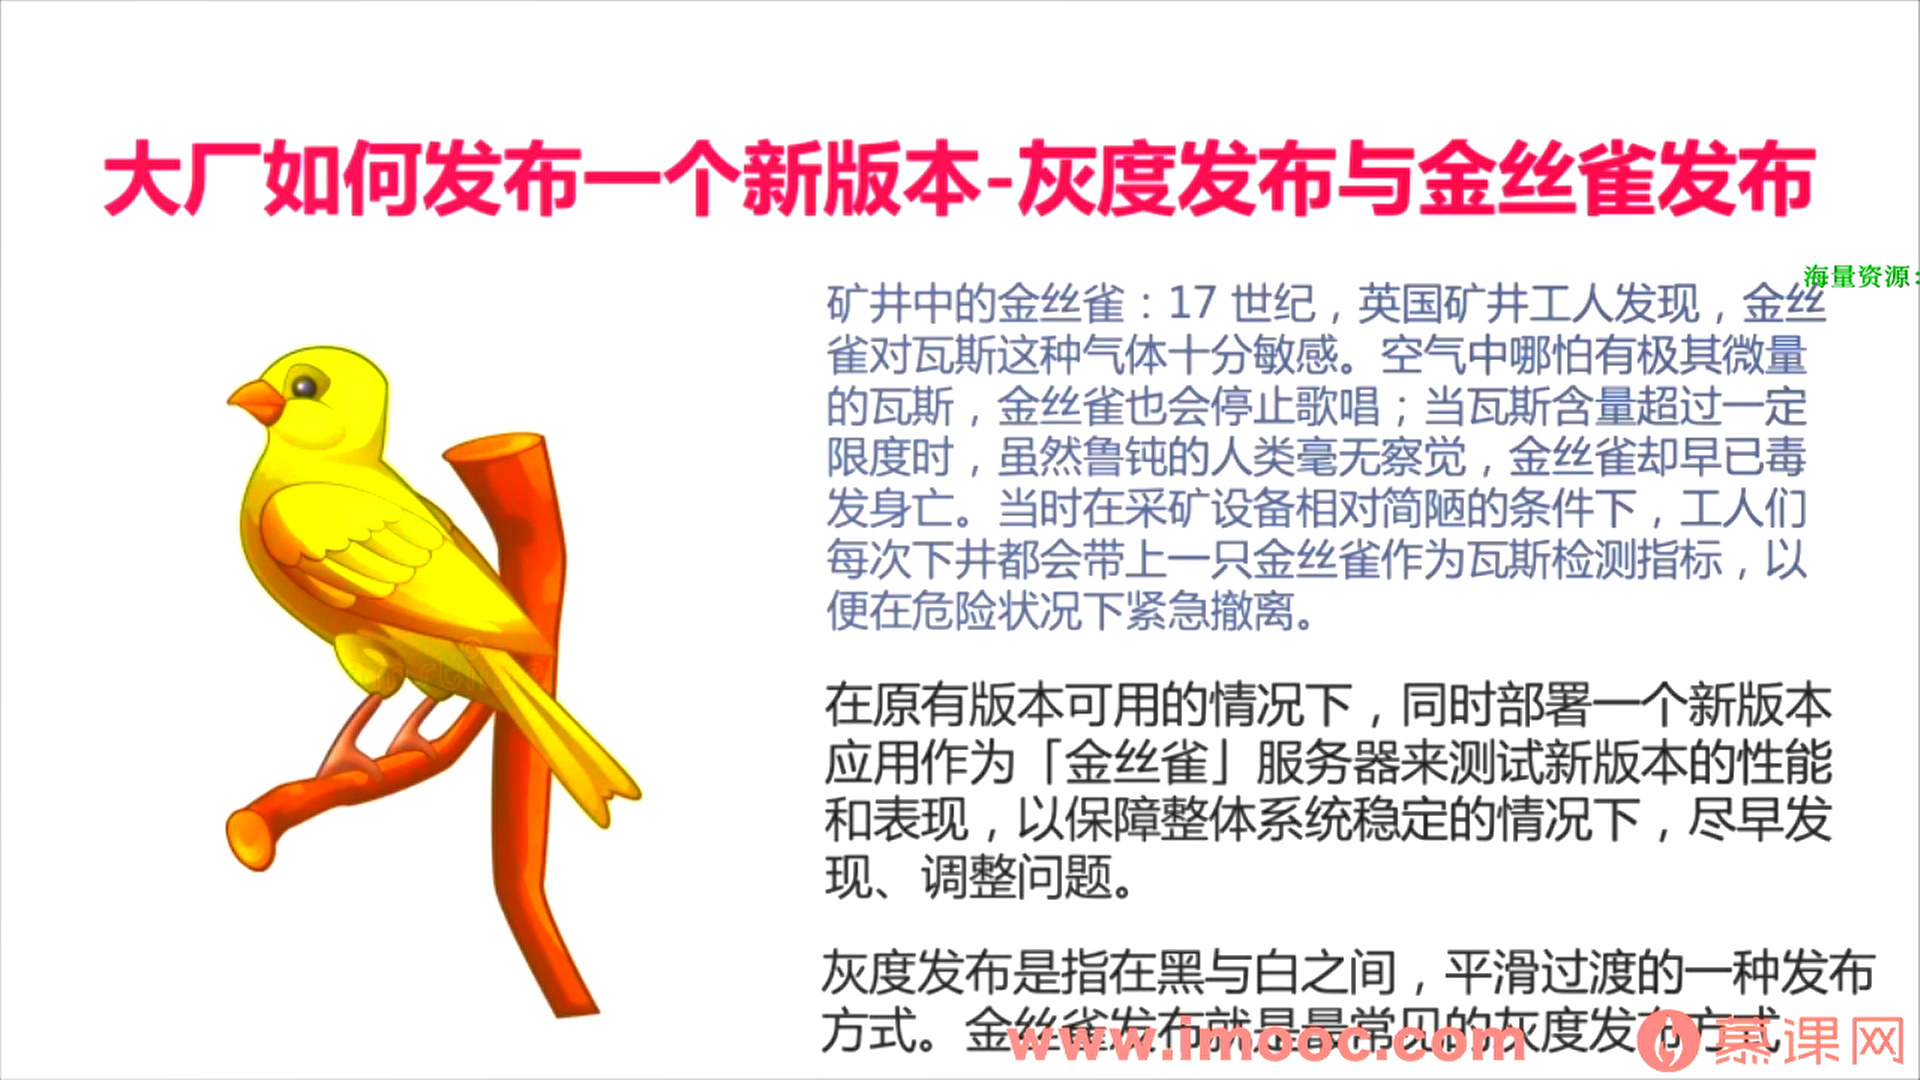 大厂如何发布一个新版本-灰度发布与金丝雀发布
海量资源：
矿井中的金丝雀：17 世纪，英国矿井工人发现，金丝
雀对瓦斯这种气体十分敏感。空气中哪怕有极其微量
的瓦斯，金丝雀也会停止歌唱；当瓦斯含量超过一定
限度时，虽然鲁钝的人类毫无察觉，金丝雀却早已毒
发身亡。当时在采矿设备相对简陋的条件下，工人们
每次下井都会带上一只金丝雀作为瓦斯检测指标，以
便在危险状况下紧急撤离。
在原有版本可用的情况下，同时部署一个新版本
应用作为「金丝雀」服务器来测试新版本的性能
和表现，以保障整体系统稳定的情况下，尽早发
现、调整问题。
灰度发布是指在黑与白之间，平滑过渡的一种发布
方式。金丝雀发布就是最常见的灰度发布方式
www.imooc.com
慕课网